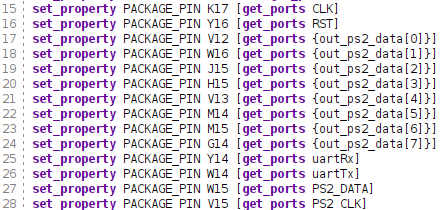 15 set_property PACKAGE_PIN K17 [get_ports CLK]
16 set_property PACKAGE_PIN Y16 [get_ports RST]
17 set_property PACKAGE_PIN V12 [get_ports {out_ps2_data[0]}]
18 set_property PACKAGE_PIN W16 [get_ports {out_ps2_data[1]}]
19 set_property PACKAGE_PIN J15 [get_ports {out_ps2_data[2]}]
20 set_property PACKAGE_PIN H15 [get_ports {out_ps2_data[3]}]
21 set_property PACKAGE_PIN V13 [get_ports {out_ps2_data[4]}]
22 set_property PACKAGE_PIN M14 [get_ports {out_ps2_data[5]}]
23 set_property PACKAGE_PIN M15 [get_ports {out_ps2_data[6]}]
24 set_property PACKAGE_PIN G14 [get_ports {out_ps2_data[7]}]
25 set_property PACKAGE_PIN Y14 [get_ports uartRx]
26 set_property PACKAGE_PIN W14 [get_ports uartTx]
27 set_property PACKAGE_PIN W15 [get_ports PS2_DATA]
28 set_property PACKAGE_PIN V15 [get_ports PS2_CLK]